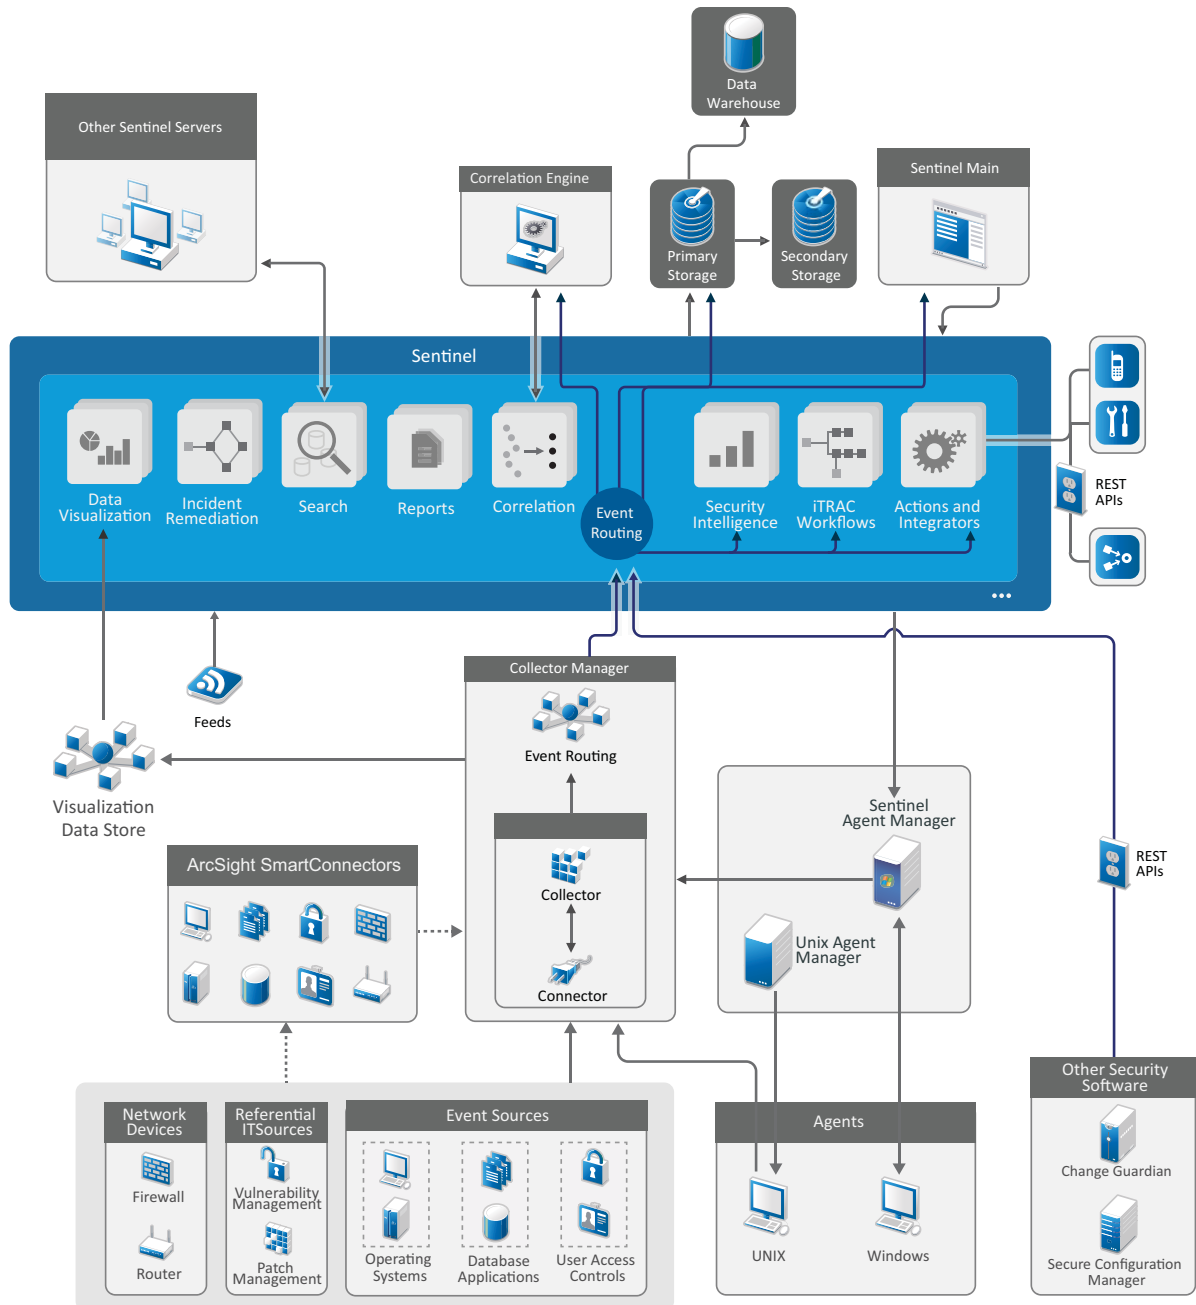 Data
Warehouse
Other Sentinel Servers
Correlation Engine
Sentinel Main
Primary
Storage
Secondary
Storage
Sentinel
Data
Visualization
Incident
Remediation
Search
Reports
Correlation
Event
Routing
Security
Intelligence
iTRAC
Workflows
Actions and
Integrators
REST
APIs
...
Feeds
Collector Manager
Event Routing
Visualization
Data Store
Sentinel
Agent Manager
ArcSight SmartConnectors
Collector
Connector
Unix Agent
Manager
REST
APIs
Network
Devices
Firewall
Router
Referential
ITSources
Vulnerability
Management
Patch
Management
Event Sources
Operating
Systems
Database
Applications
User Access
Controls
Agents
UNIX
Windows
Other Security
Software
Change Guardian
Secure Configuration
Manager